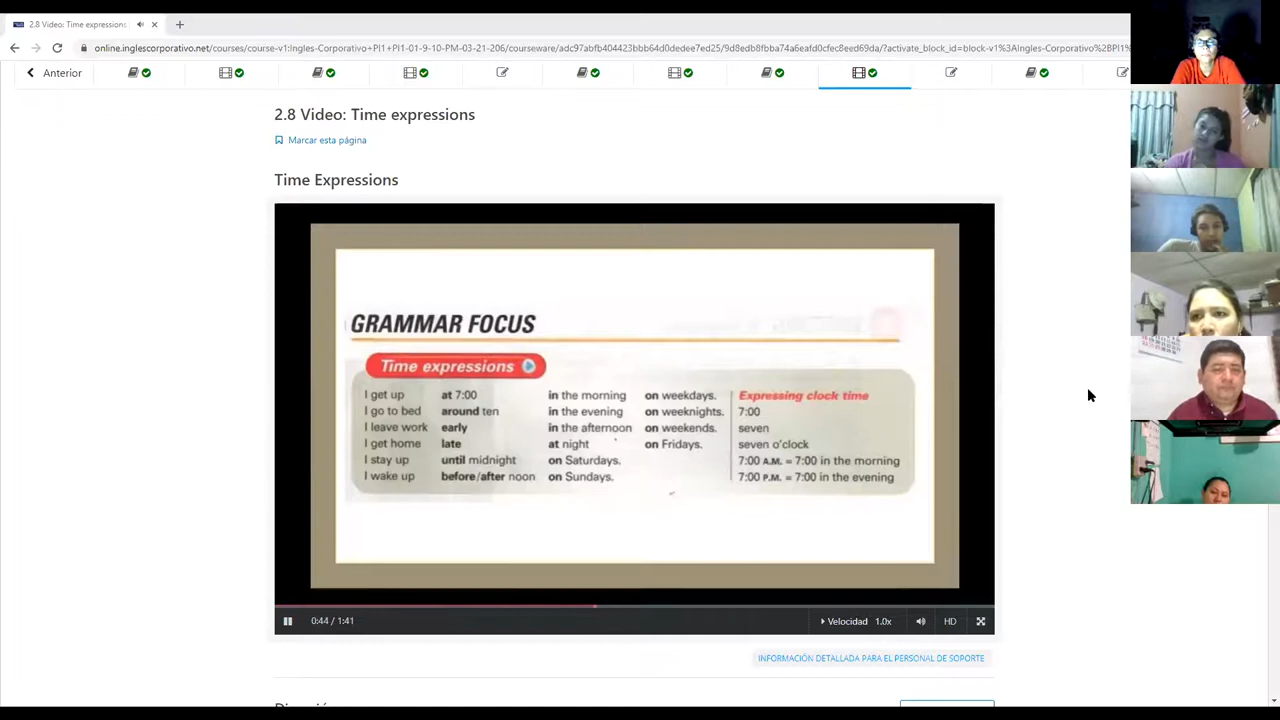 2.8 Video: Time expressions
online.inglescorporativo.net/courses/course-v1:Ingles-Corporativo+PI1+PI1-01-9-10-PM-03-21-206/courseware/adc97abfb404423bbb64d0dedee7ed25/9d8edb8fbba74a6eafd0cfec8eed69da/?activate_block_id=block-v1%3AIngles-Corporativo%2BPI1%
Anterior
2.8 Video: Time expressions
Marcar esta página
Time Expressions
GRAMMAR FOCUS
Time expressions
I get up at 7:00 in the morning on weekdays. Expressing clock time
I go to bed around ten in the evening on weeknights. 7:00
I leave work early in the afternoon on weekends. seven
I get home late at night on Fridays. seven o'clock
I stay up until midnight on Saturdays. 7:00 A.M. = 7:00 in the morning
I wake up before/after noon on Sundays. 7:00 P.M. = 7:00 in the evening
0:44 / 1:41 Velocidad 1.0x HD
INFORMACIÓN DETALLADA PARA EL PERSONAL DE SOPORTE